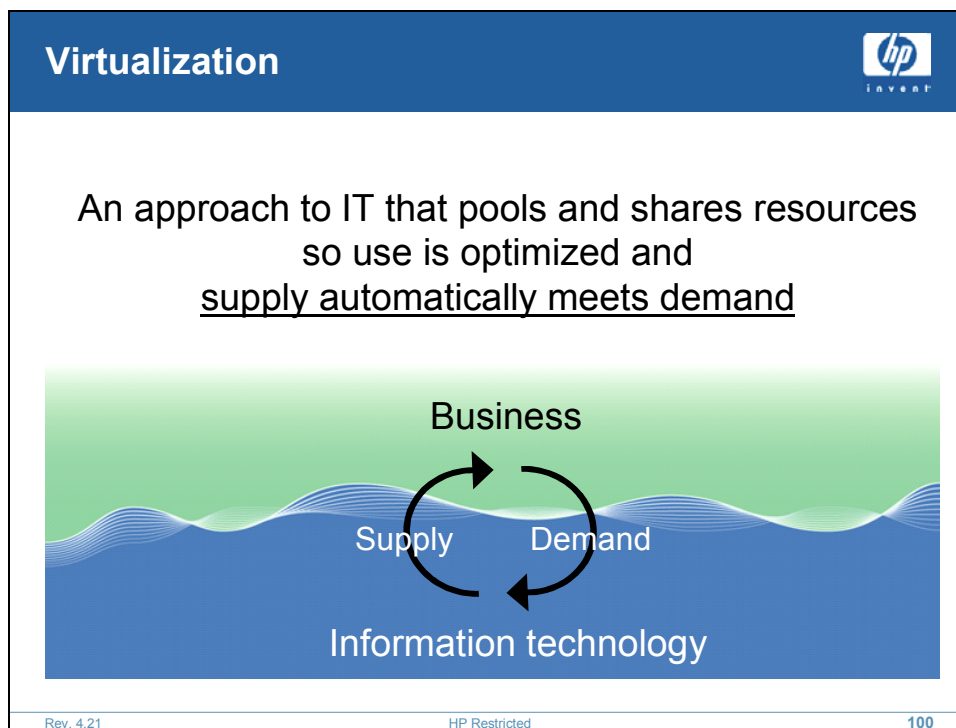 Virtualization
hp
invent
An approach to IT that pools and shares resources
so use is optimized and
supply automatically meets demand
Business
Supply Demand
Information technology
Rev. 4.21 HP Restricted 100